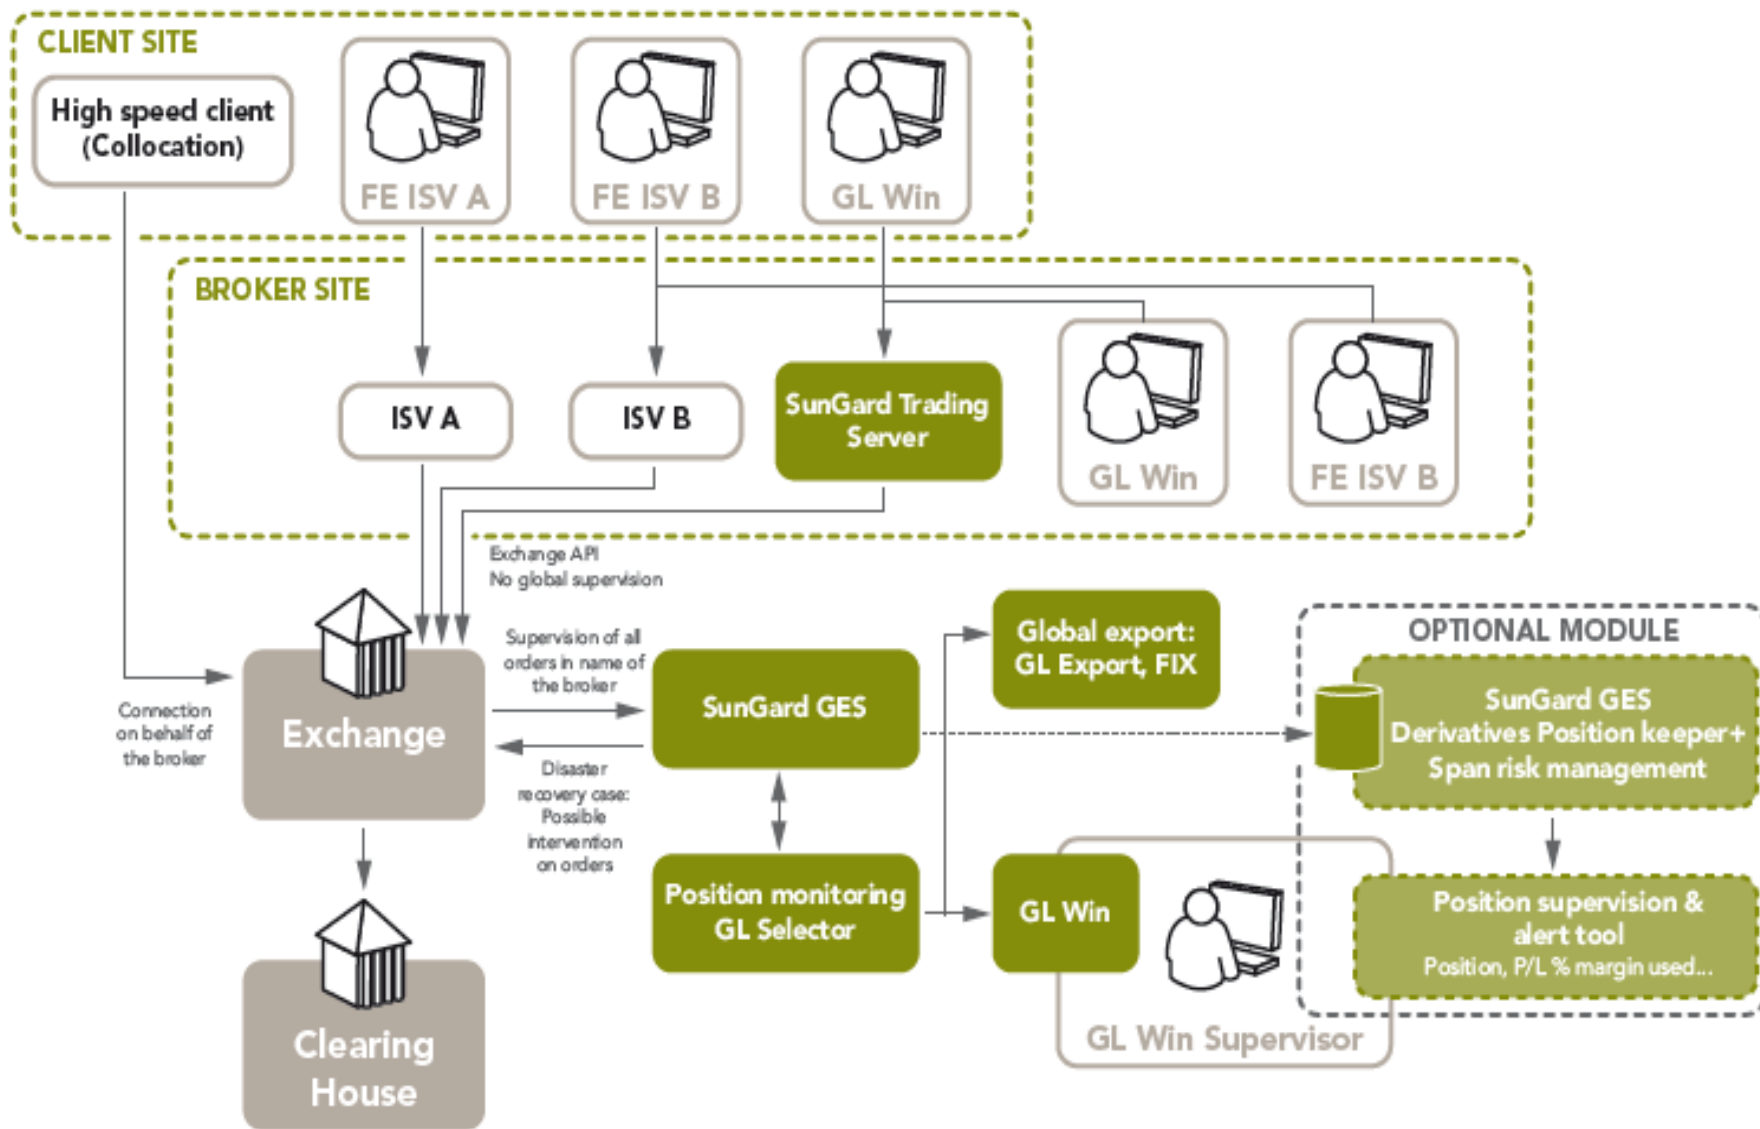 CLIENT SITE
High speed client
(Collocation)
FE ISV A
FE ISV B
GL Win
BROKER SITE
ISV A
ISV B
SunGard Trading
Server
GL Win
FE ISV B
Exchange API
No global supervision
Connection
on behalf of
the broker
Exchange
Supervision of all
orders in name of
the broker
Disaster
recovery case:
Possible
intervention
on orders
SunGard GES
Global export:
GL Export, FIX
OPTIONAL MODULE
SunGard GES
Derivatives Position keeper+
Span risk management
Position monitoring
GL Selector
GL Win
GL Win Supervisor
Position supervision &
alert tool
Position, P/L % margin used...
Clearing
House